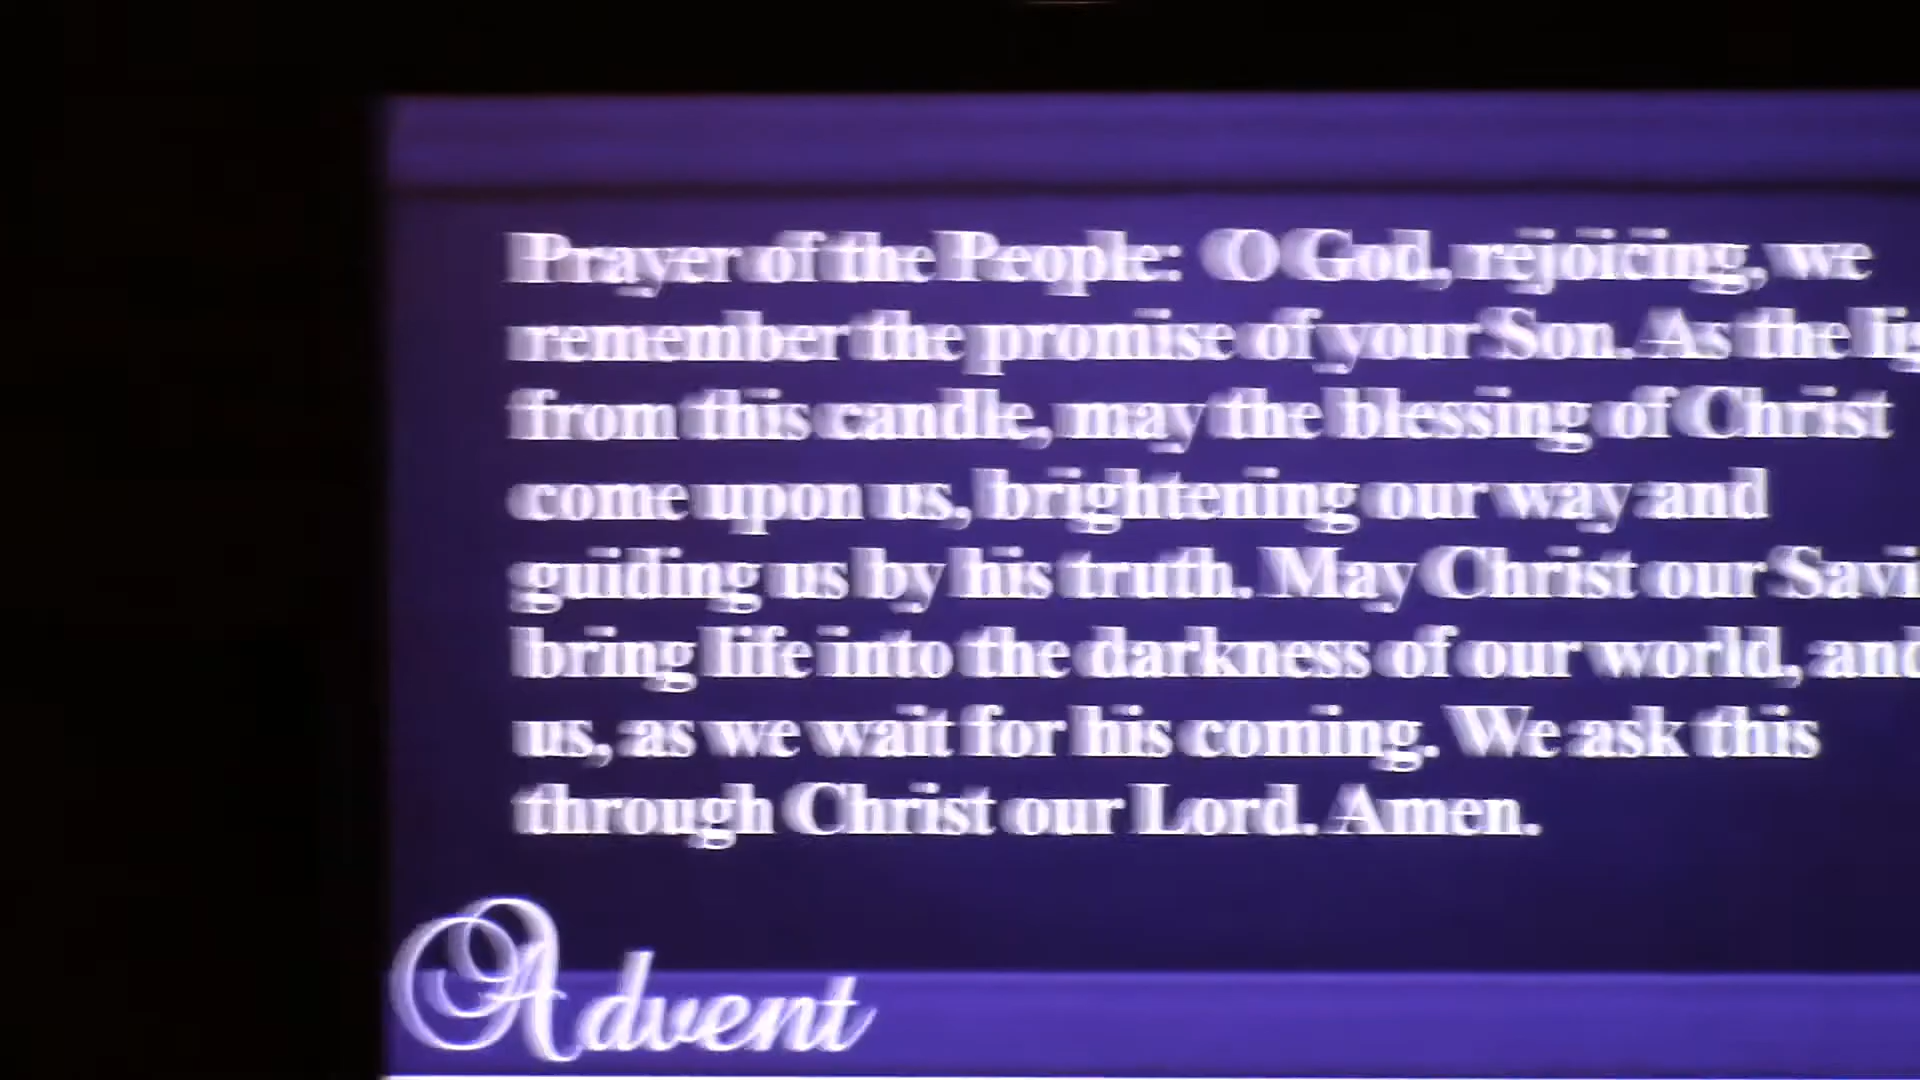 Prayer of the People: O God, rejoicing, we
remember the promise of your Son. As the
from this candle, may the blessing of Christ
come upon us, brightening our way and
guiding us by his truth. May Christ our
bring life into the darkness of our world, and
us, as we wait for his coming. We ask this
through Christ our Lord. Amen.
Advent